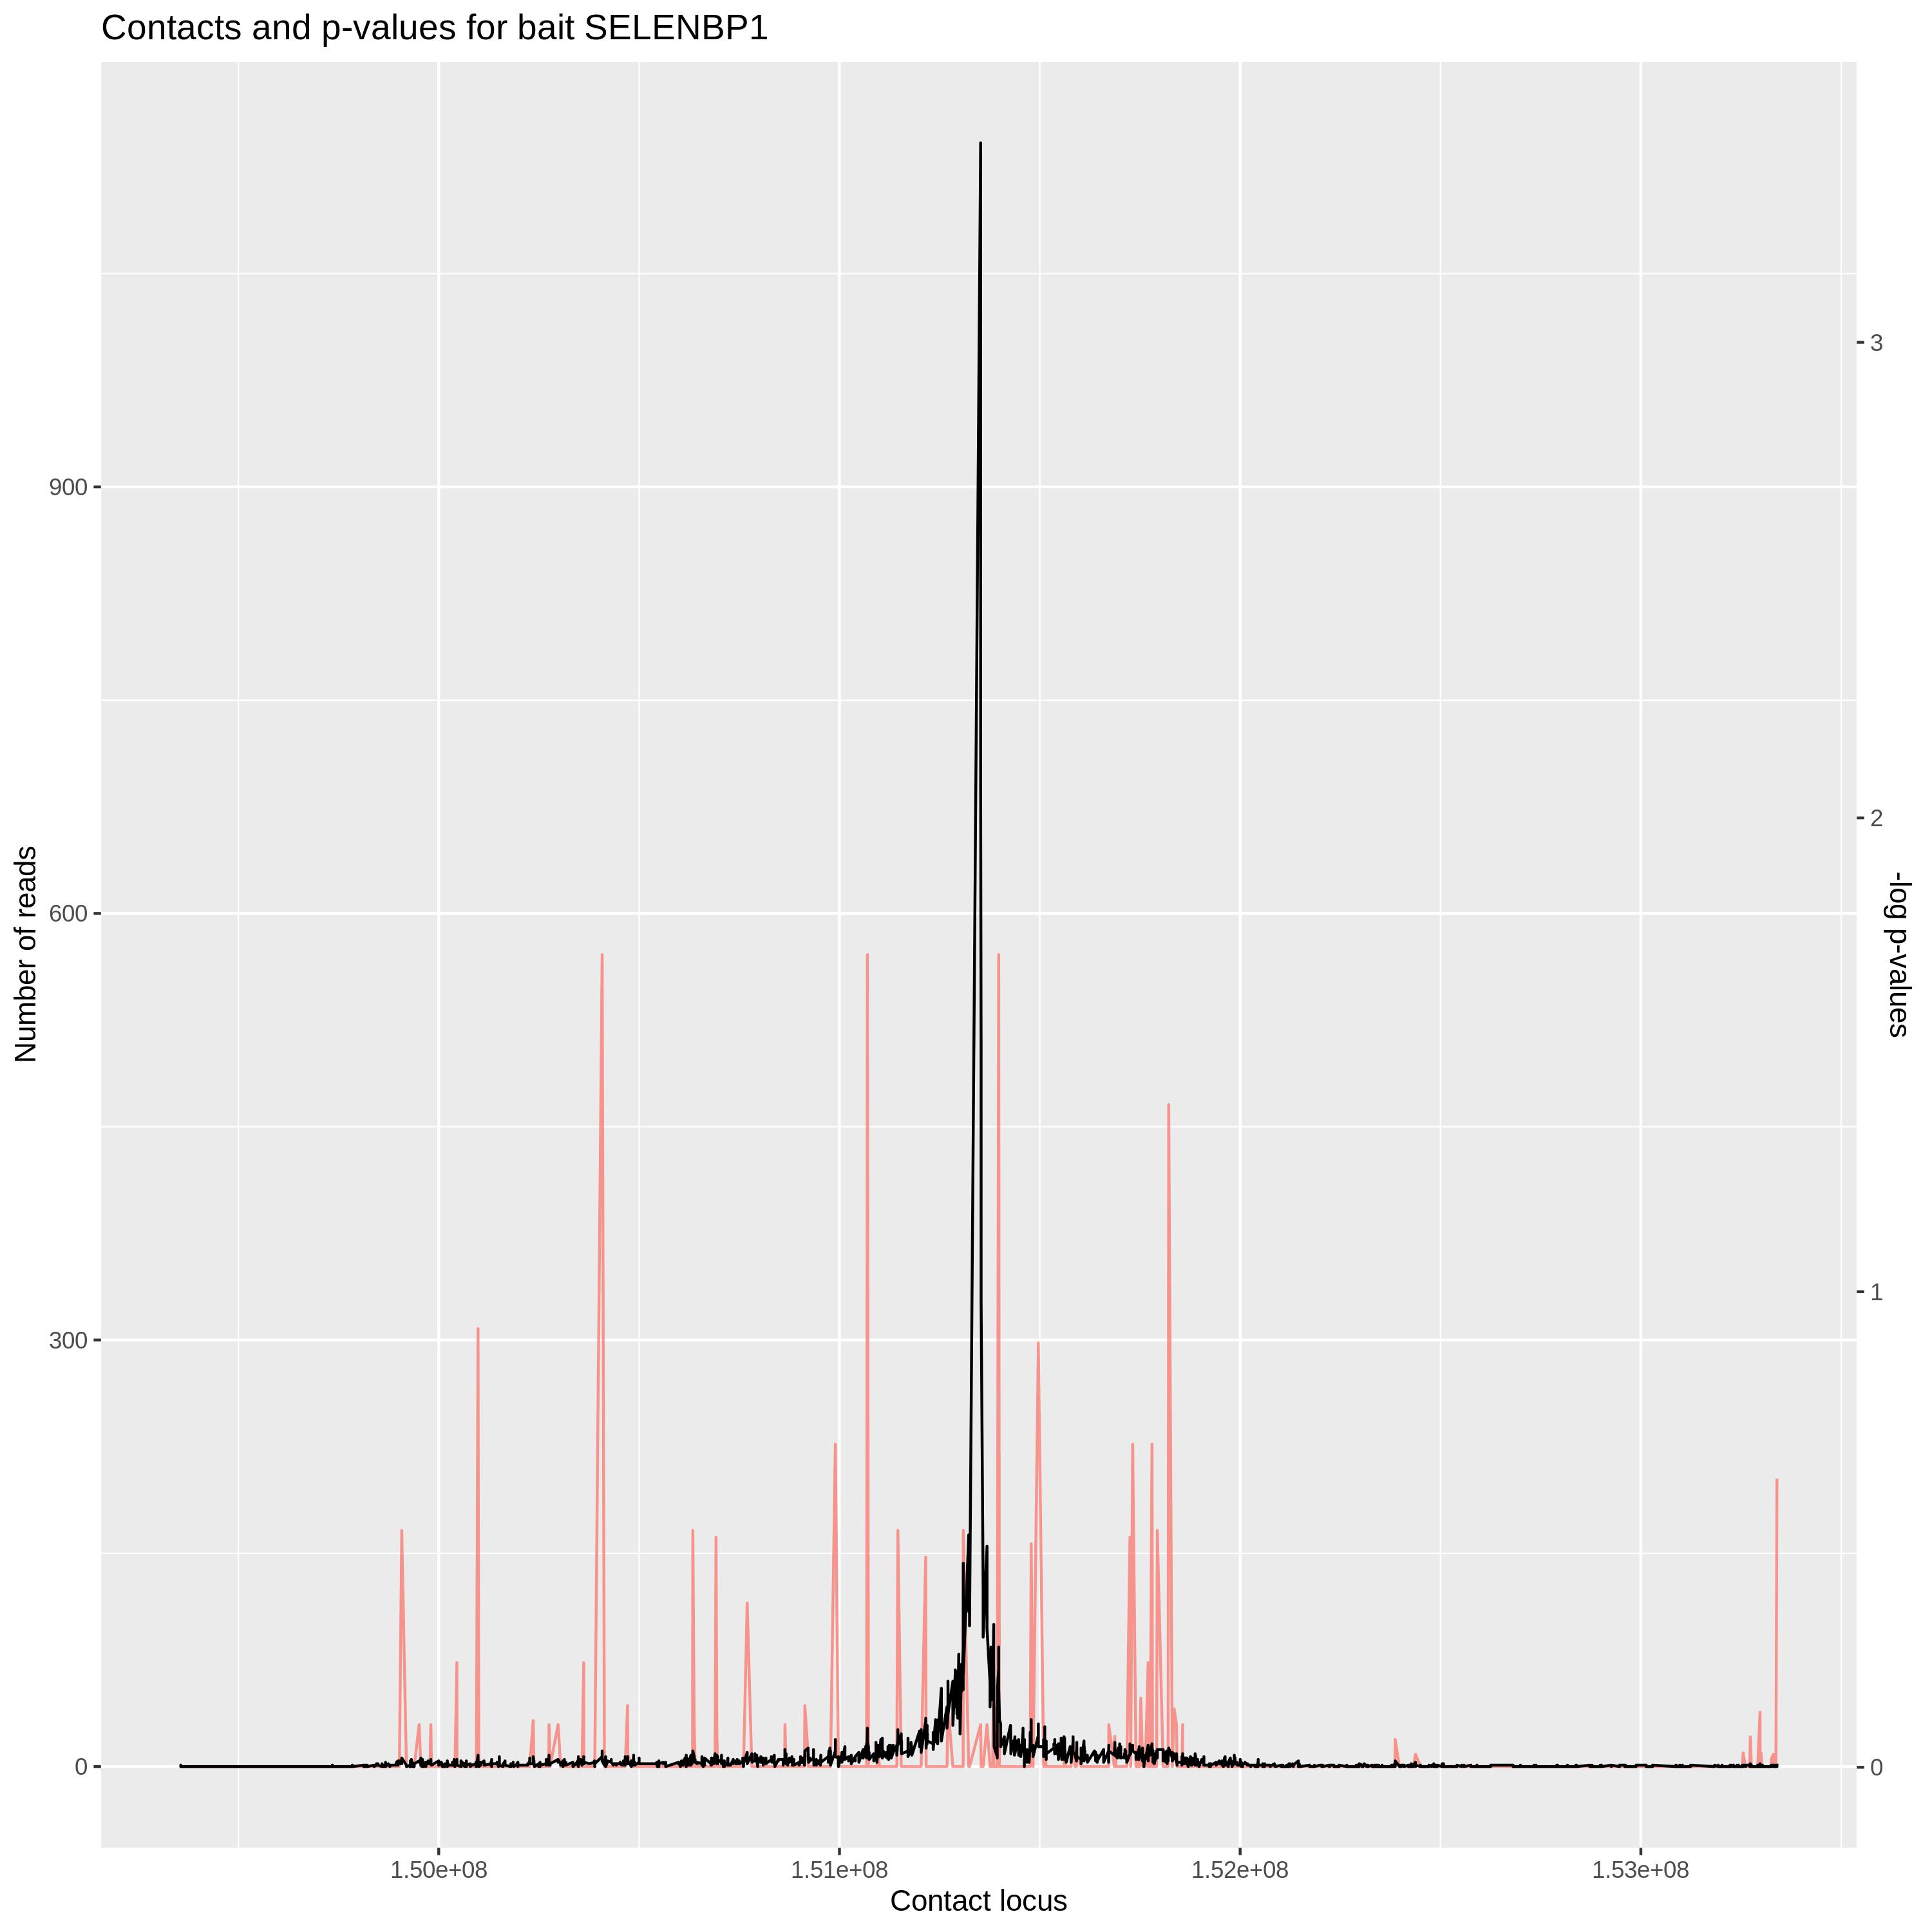 Contacts and p-values for bait SELENBP1
Number of reads
900
600
300
0
3
2
1
0
-log p-values
1.50e+08
1.51e+08
1.52e+08
1.53e+08
Contact locus